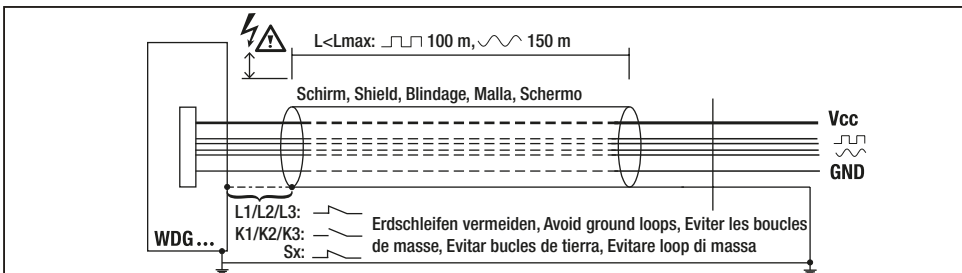 L<Lmax: 100 m, 150 m
Schirm, Shield, Blindage, Malla, Schermo
Vcc
GND
L1/L2/L3:
K1/K2/K3:
Sx:
Erdschleifen vermeiden, Avoid ground loops, Eviter les boucles
de masse, Evitar bucles de tierra, Evitare loop di massa
WDG...